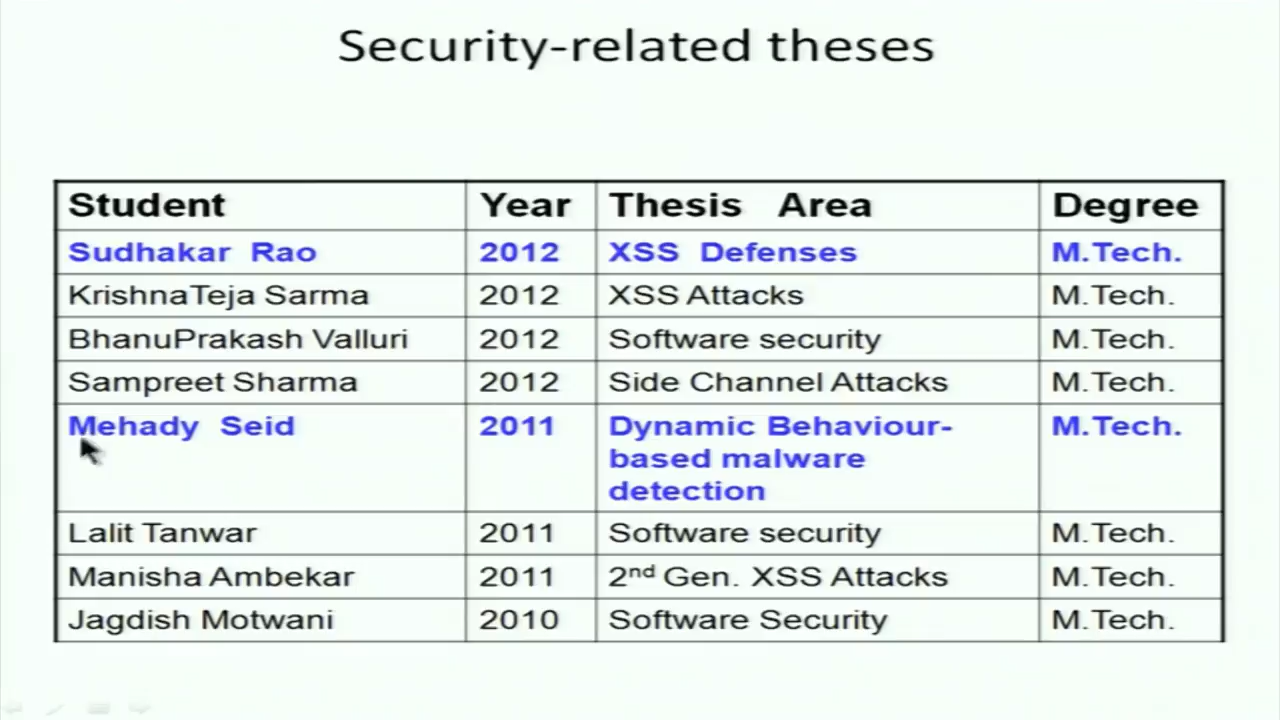 Security-related theses
Student Year Thesis Area Degree
Sudhakar Rao 2012 XSS Defenses M.Tech.
KrishnaTeja Sarma 2012 XSS Attacks M.Tech.
BhanuPrakash Valluri 2012 Software security M.Tech.
Sampreet Sharma 2012 Side Channel Attacks M.Tech.
Mehady Seid 2011 Dynamic Behaviour- M.Tech.
based malware
detection
Lalit Tanwar 2011 Software security M.Tech.
Manisha Ambekar 2011 2nd Gen. XSS Attacks M.Tech.
Jagdish Motwani 2010 Software Security M.Tech.